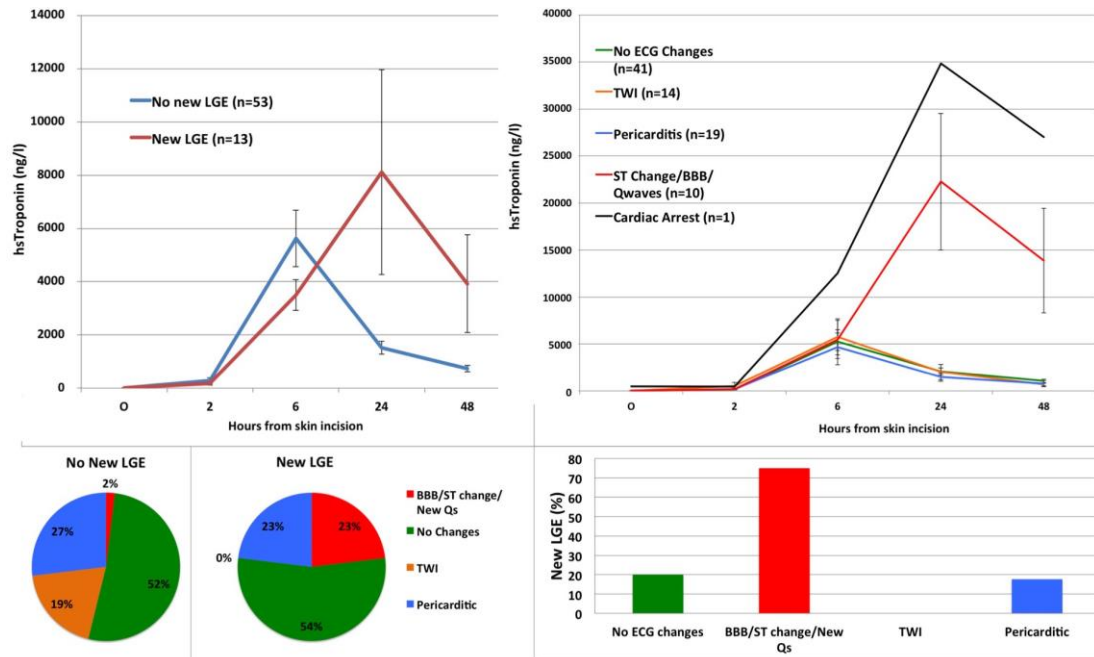 14000
12000
10000
8000
6000
4000
2000
0
hsTroponin (ng/l)
No new LGE (n=53)
New LGE (n=13)
O
2
6
24
48
Hours from skin incision
40000
35000
30000
25000
20000
15000
10000
5000
0
hsTroponin (ng/l)
No ECG Changes
(n=41)
TWI (n=14)
Pericarditis (n=19)
ST Change/BBB/
Qwaves (n=10)
Cardiac Arrest (n=1)
O
2
6
24
48
Hours from skin incision
No New LGE
2%
27%
52%
19%
New LGE
23%
23%
0%
54%
BBB/ST change/
New Qs
No Changes
TWI
Pericarditic
80
70
60
50
40
30
20
10
0
New LGE (%)
No ECG changes
BBB/ST change/New
Qs
TWI
Pericarditic